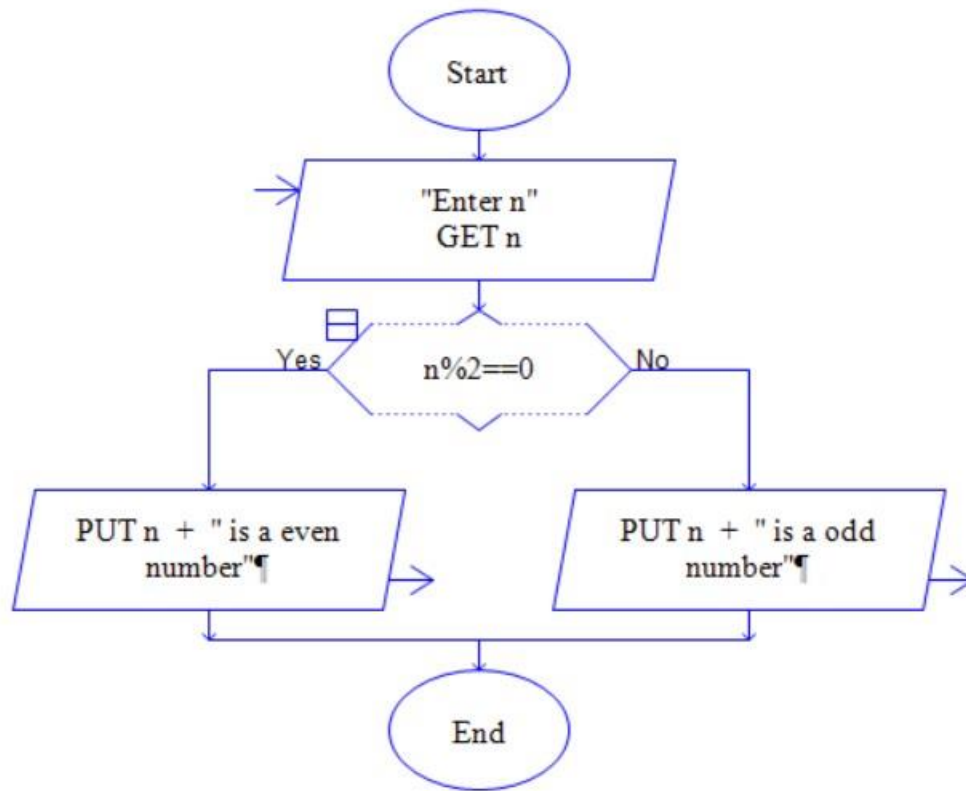 Start
"Enter n"
GET n
Yes
n%2==0
No
PUT n + " is a even
number"¶
PUT n + " is a odd
number"¶
End